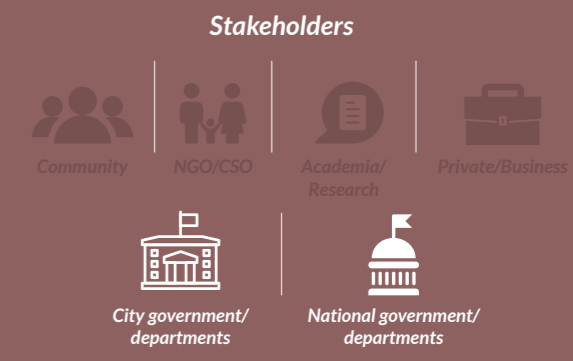 Stakeholders
Community
NGO/CSO
Academia/
Research
Private/Business
City government/
departments
National government/
departments